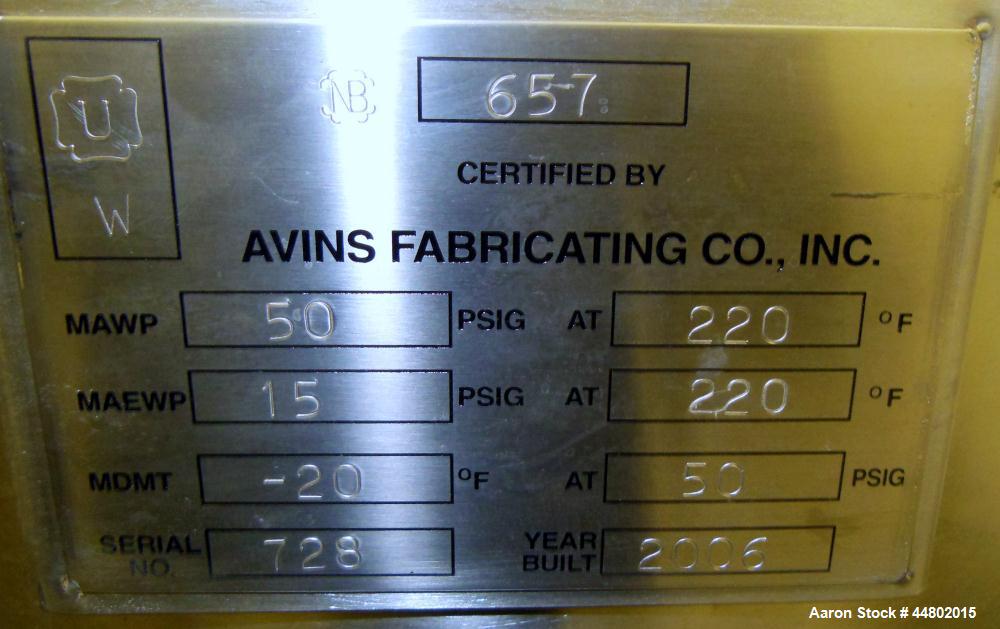 U
W
NB 657
CERTIFIED BY
AVINS FABRICATING CO., INC.
MAWP 50 PSIG AT 220 °F
MAEWP 15 PSIG AT 220 °F
MDMT -20 °F AT 50 PSIG
SERIAL NO. 728 YEAR BUILT 2006
Aaron Stock # 44802015